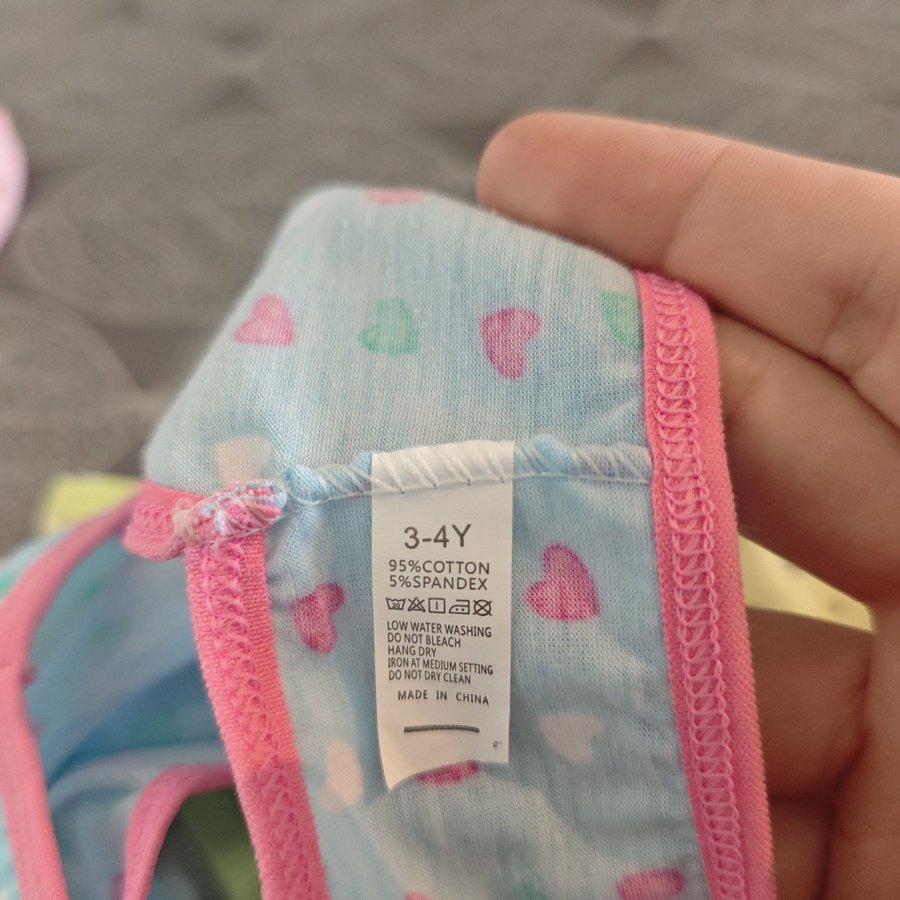 3-4Y
95%COTTON
5%SPANDEX
LOW WATER WASHING
DO NOT BLEACH
HANG DRY
IRON AT MEDIUM SETTING
DO NOT DRY CLEAN
MADE IN CHINA